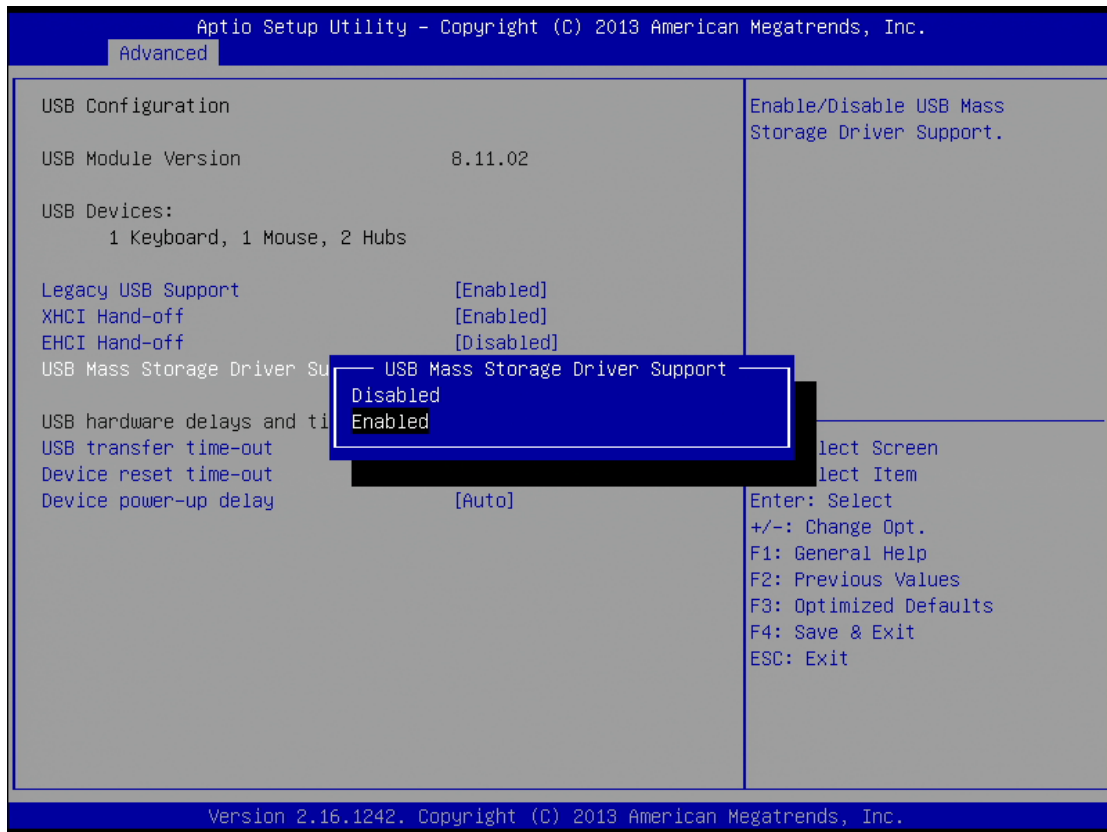 Aptio Setup Utility – Copyright (C) 2013 American Megatrends, Inc.
Advanced
USB Configuration
USB Module Version 8.11.02
USB Devices:
1 Keyboard, 1 Mouse, 2 Hubs
Legacy USB Support [Enabled]
XHCI Hand-off [Enabled]
EHCI Hand-off [Disabled]
USB Mass Storage Driver Su
USB hardware delays and ti
USB transfer time-out
Device reset time-out
Device power-up delay [Auto]
USB Mass Storage Driver Support
Disabled
Enabled
Enable/Disable USB Mass
Storage Driver Support.
lect Screen
lect Item
Enter: Select
+/-: Change Opt.
F1: General Help
F2: Previous Values
F3: Optimized Defaults
F4: Save & Exit
ESC: Exit
Version 2.16.1242. Copyright (C) 2013 American Megatrends, Inc.